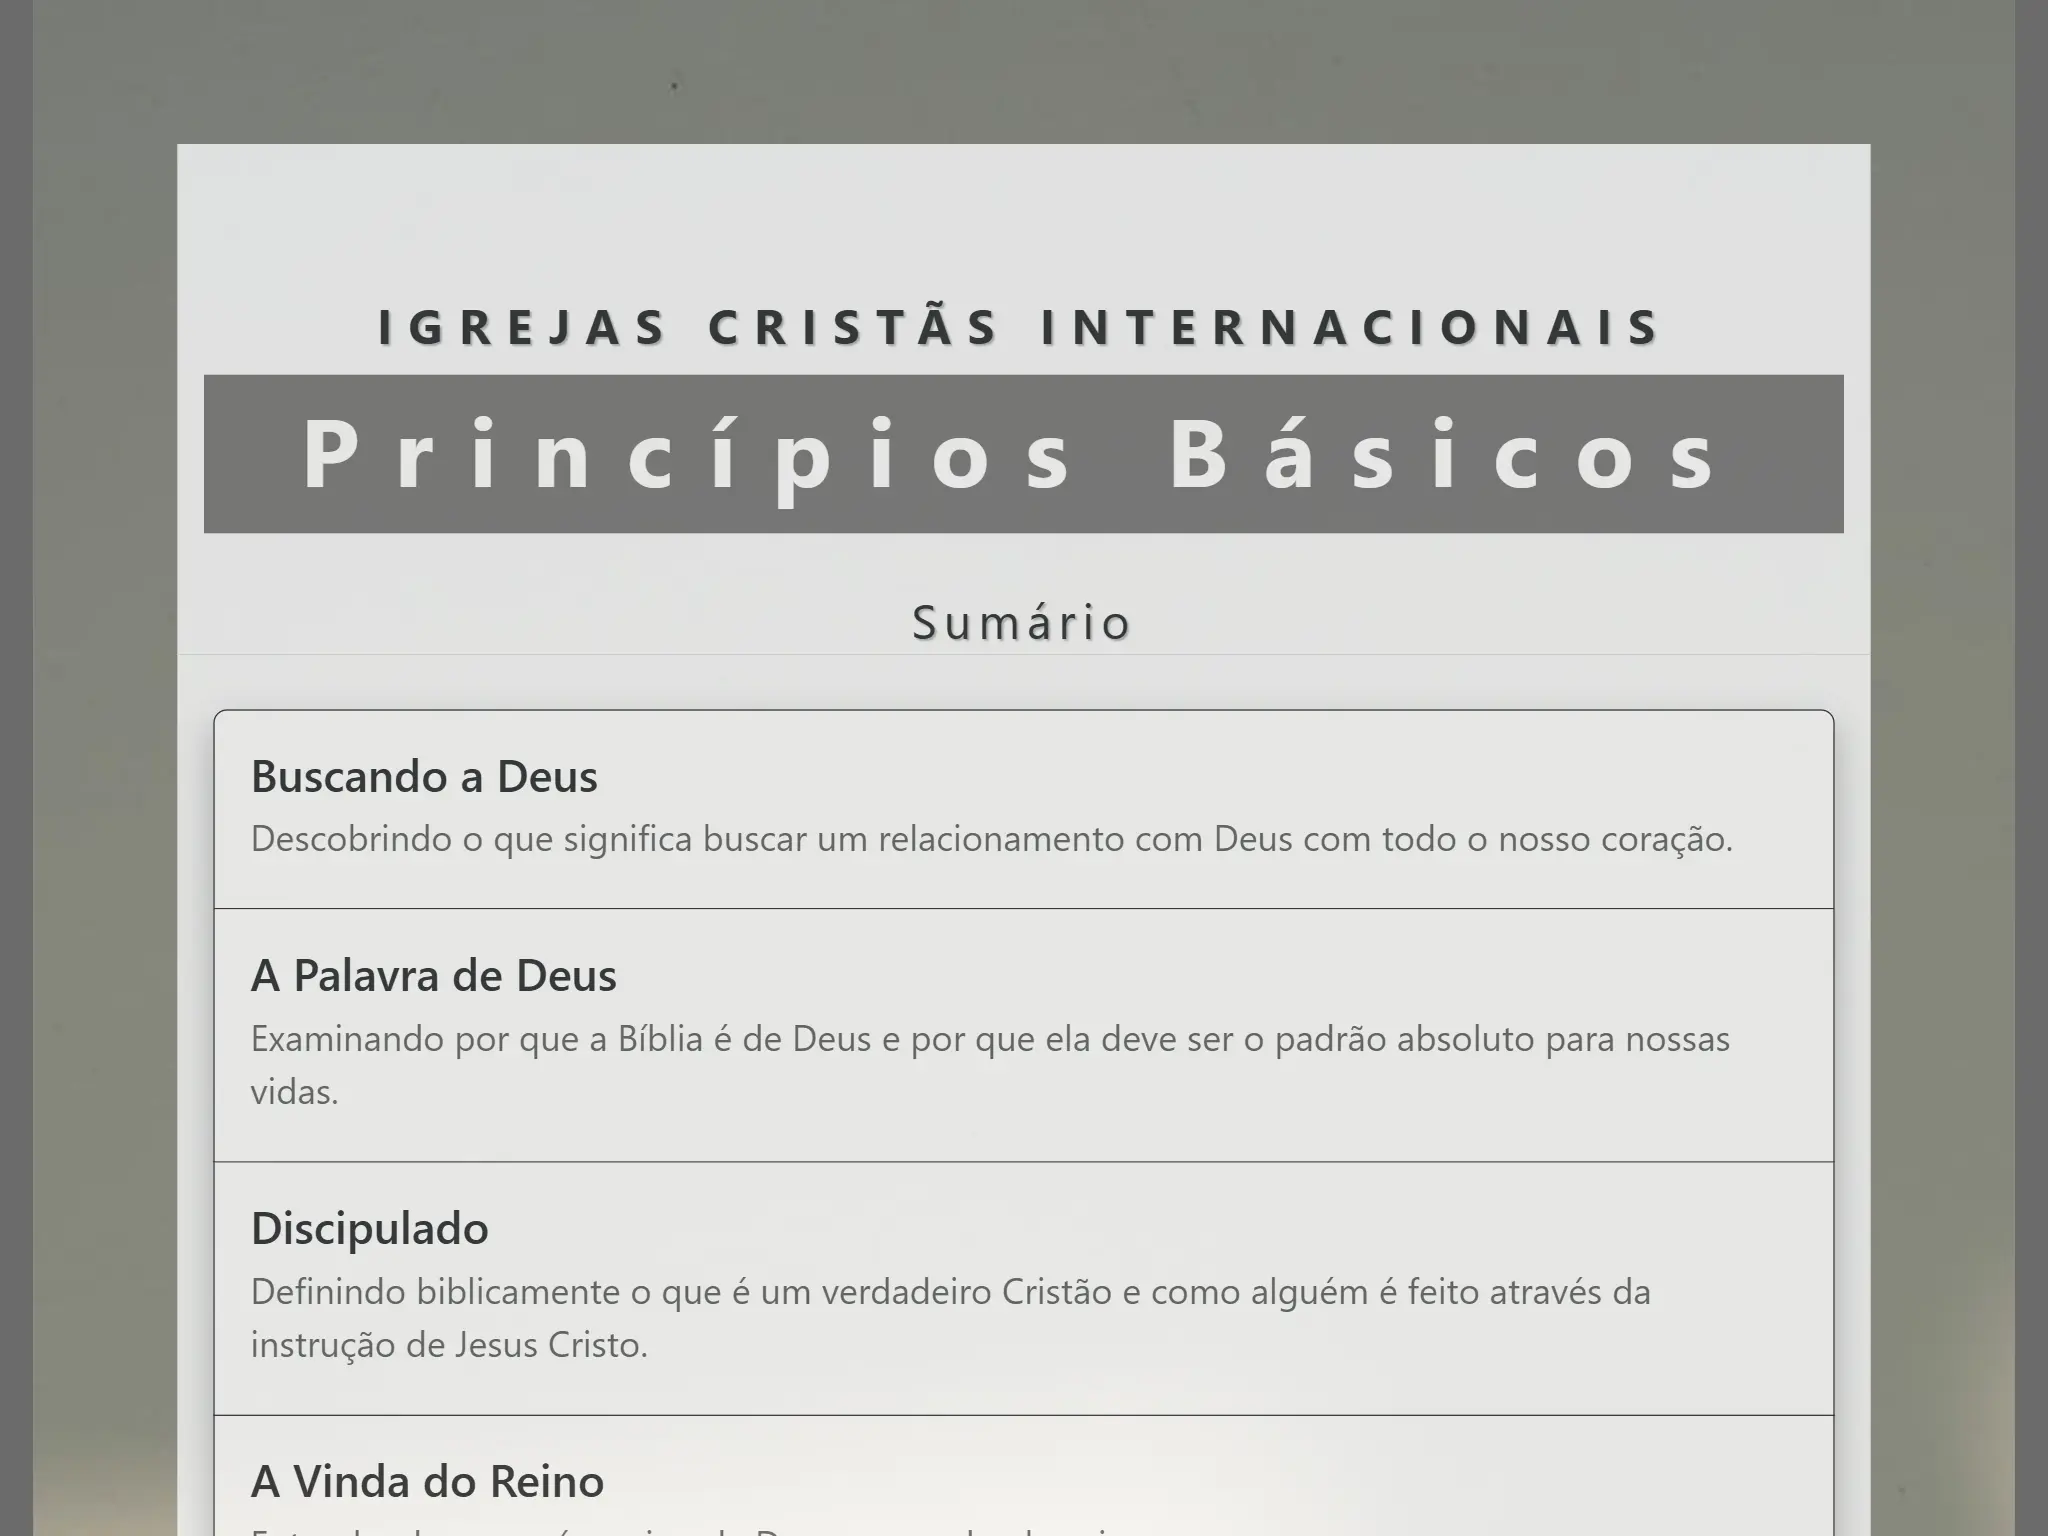 IGREJAS CRISTÃS INTERNACIONAIS
Princípios Básicos
Sumário
Buscando a Deus
Descobrindo o que significa buscar um relacionamento com Deus com todo o nosso coração.
A Palavra de Deus
Examinando por que a Bíblia é de Deus e por que ela deve ser o padrão absoluto para nossas
vidas.
Discipulado
Definindo biblicamente o que é um verdadeiro Cristão e como alguém é feito através da
instrução de Jesus Cristo.
A Vinda do Reino